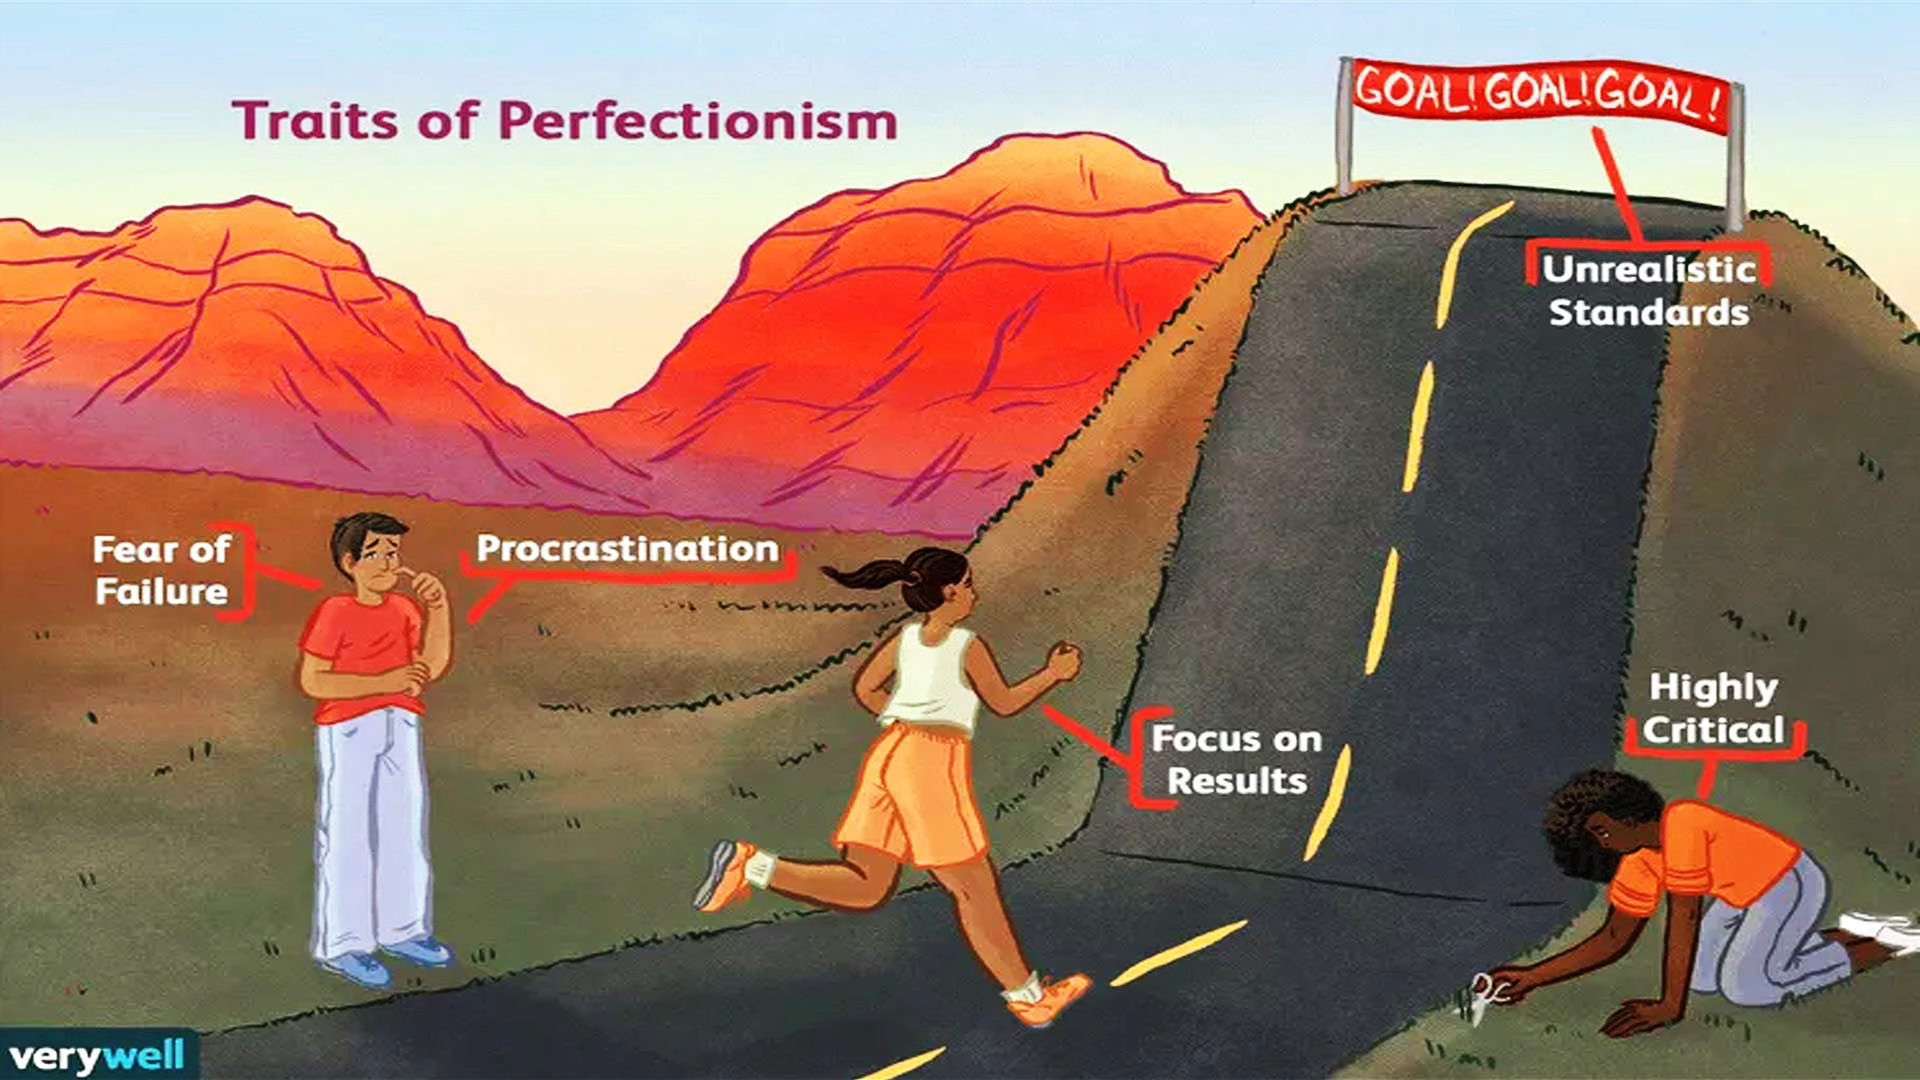 Traits of Perfectionism
GOAL! GOAL! GOAL!
Unrealistic
Standards
Fear of
Failure
Procrastination
Focus on
Results
Highly
Critical
verywell